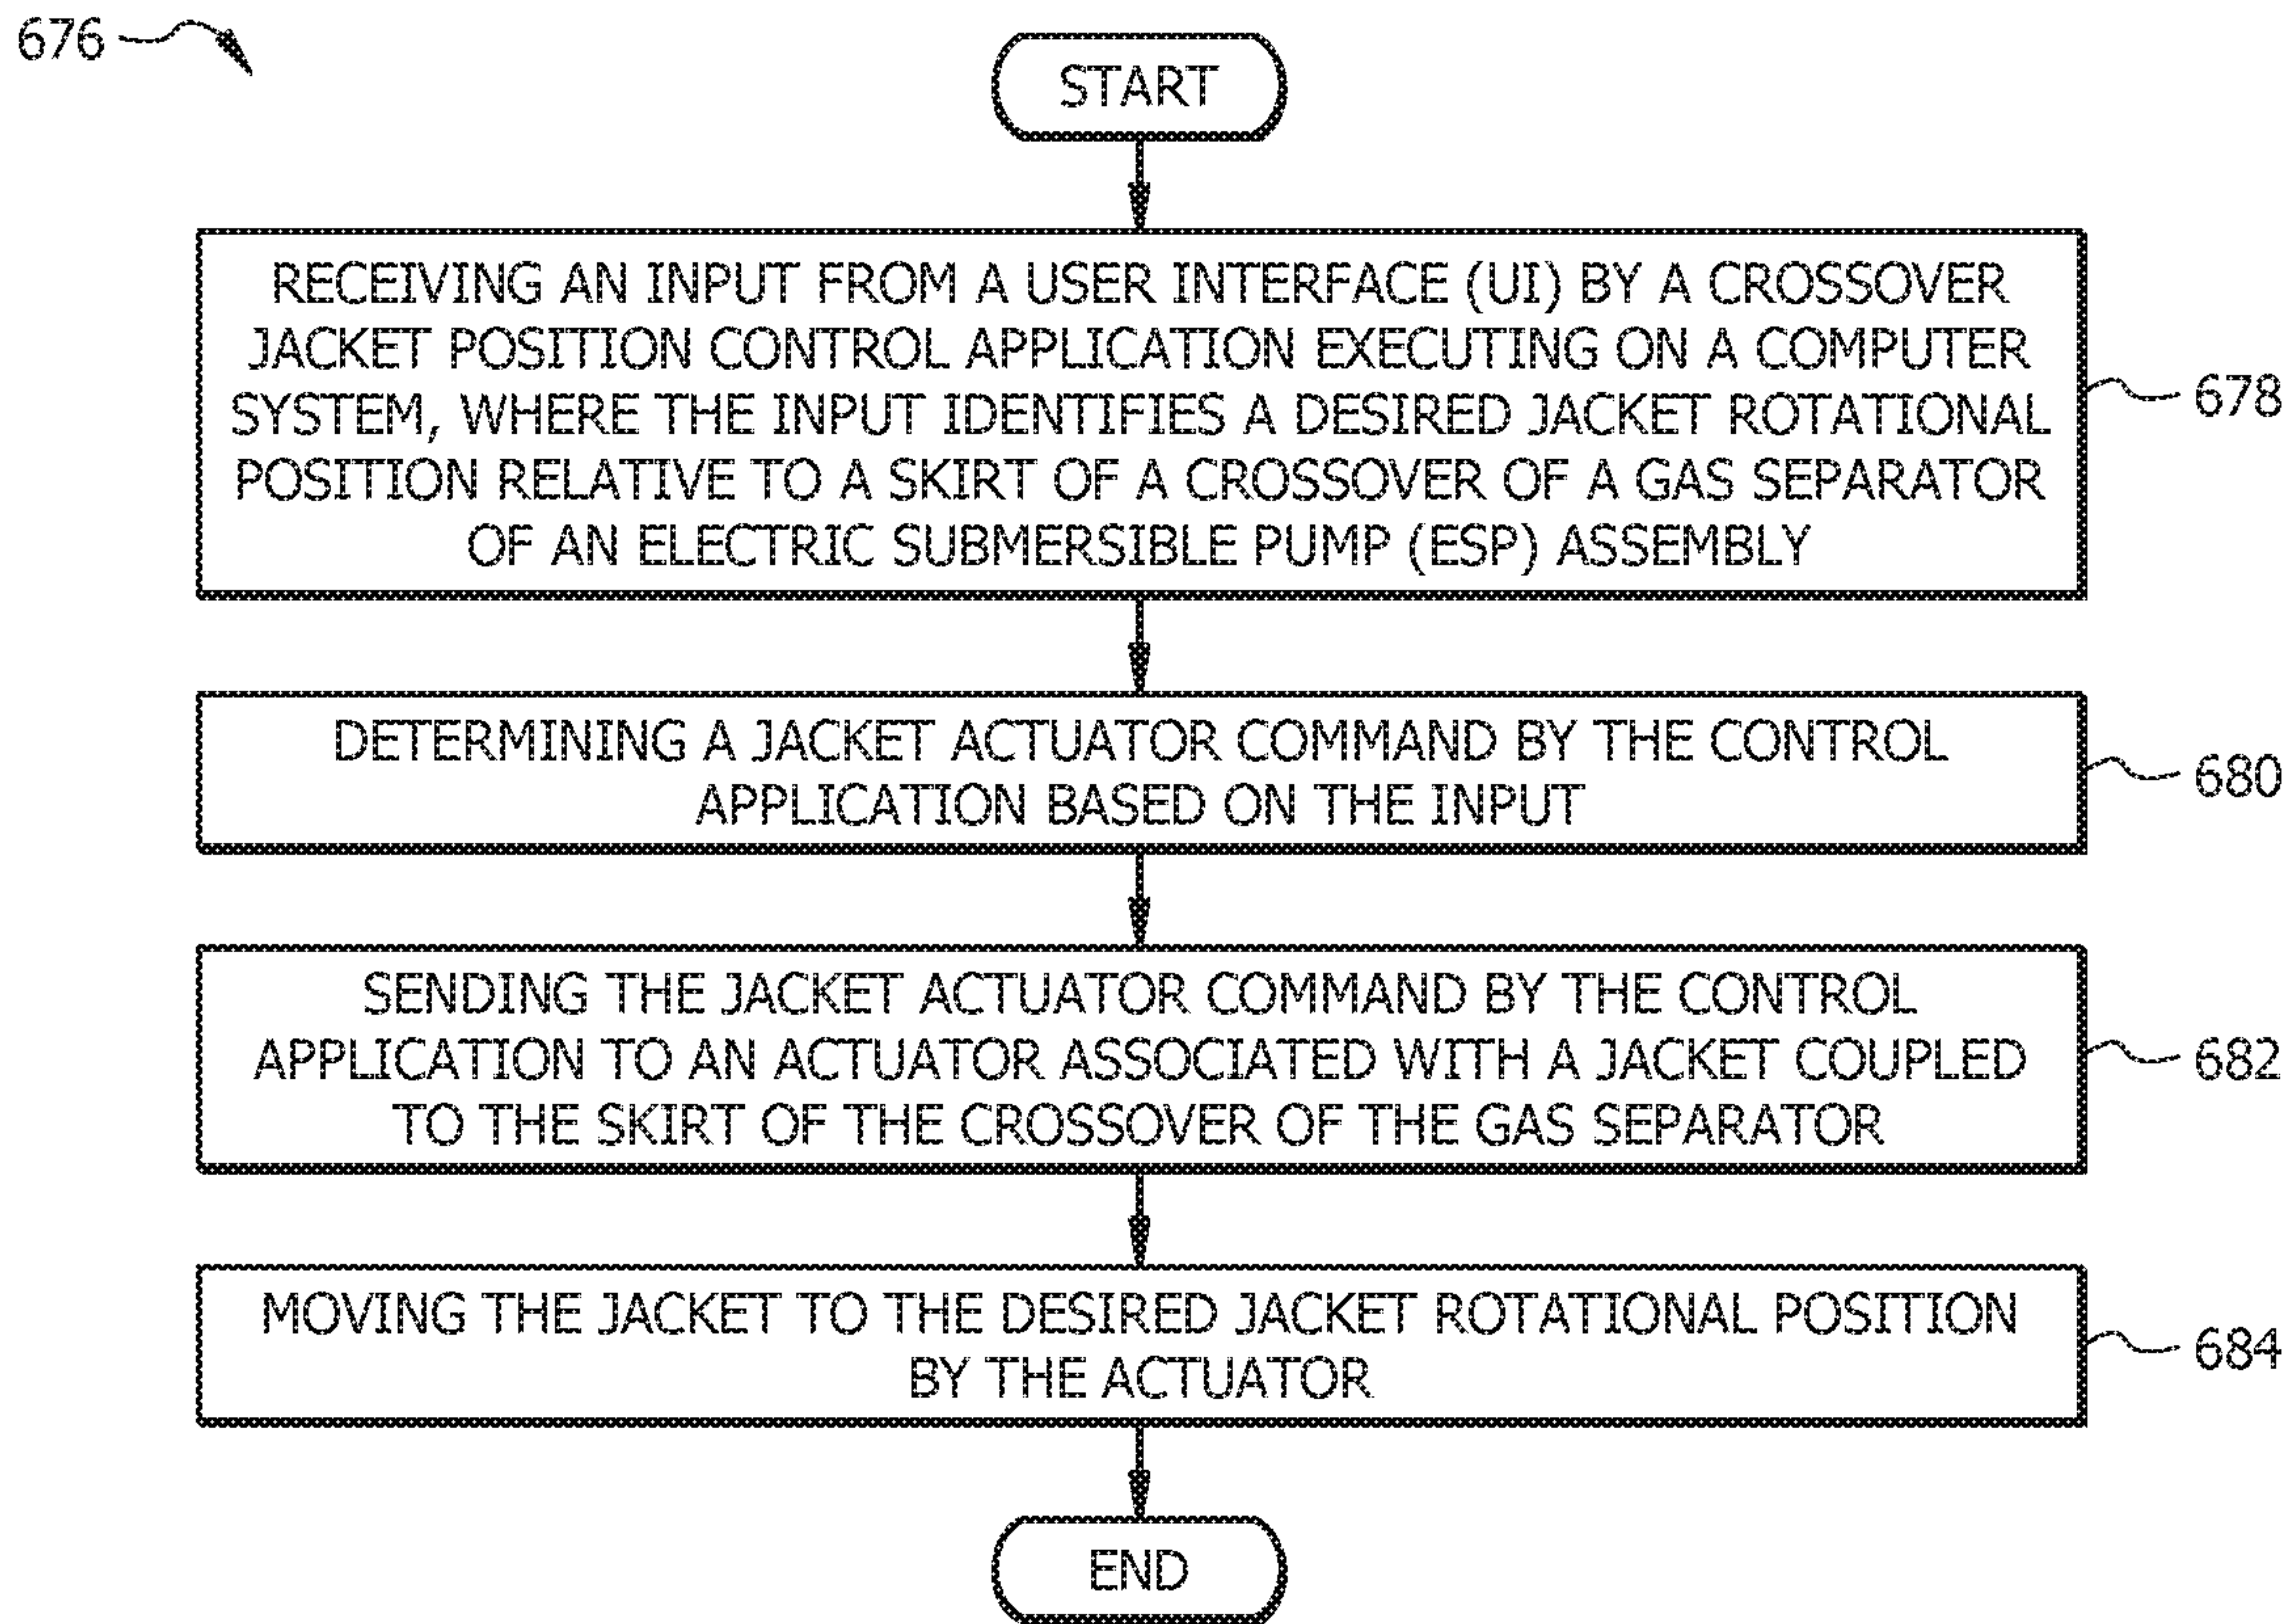 676
START
RECEIVING AN INPUT FROM A USER INTERFACE (UI) BY A CROSSOVER
JACKET POSITION CONTROL APPLICATION EXECUTING ON A COMPUTER
SYSTEM, WHERE THE INPUT IDENTIFIES A DESIRED JACKET ROTATIONAL
POSITION RELATIVE TO A SKIRT OF A CROSSOVER OF A GAS SEPARATOR
OF AN ELECTRIC SUBMERSIBLE PUMP (ESP) ASSEMBLY
678
DETERMINING A JACKET ACTUATOR COMMAND BY THE CONTROL
APPLICATION BASED ON THE INPUT
680
SENDING THE JACKET ACTUATOR COMMAND BY THE CONTROL
APPLICATION TO AN ACTUATOR ASSOCIATED WITH A JACKET COUPLED
TO THE SKIRT OF THE CROSSOVER OF THE GAS SEPARATOR
682
MOVING THE JACKET TO THE DESIRED JACKET ROTATIONAL POSITION
BY THE ACTUATOR
684
END